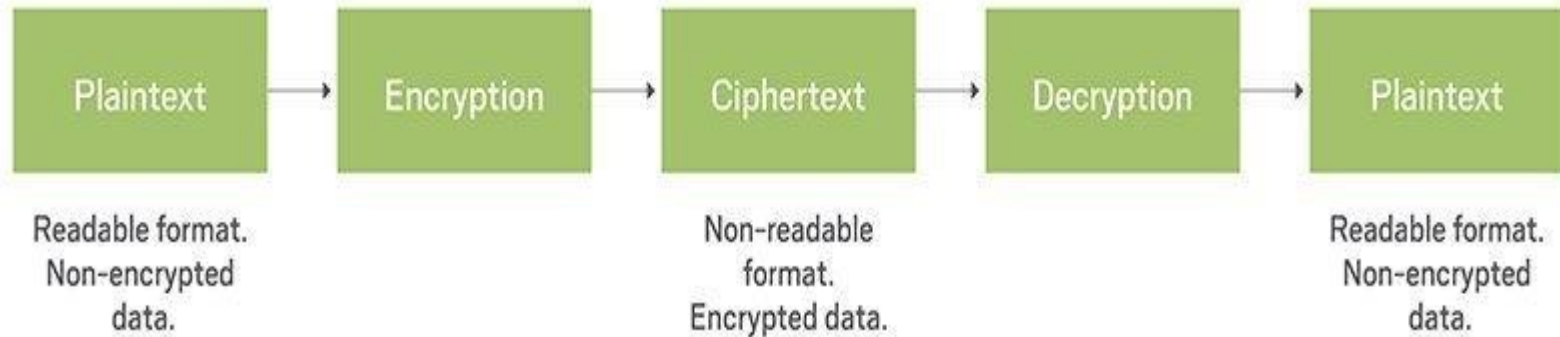 Plaintext
Encryption
Ciphertext
Decryption
Plaintext
Readable format.
Non-encrypted
data.
Non-readable
format.
Encrypted data.
Readable format.
Non-encrypted
data.